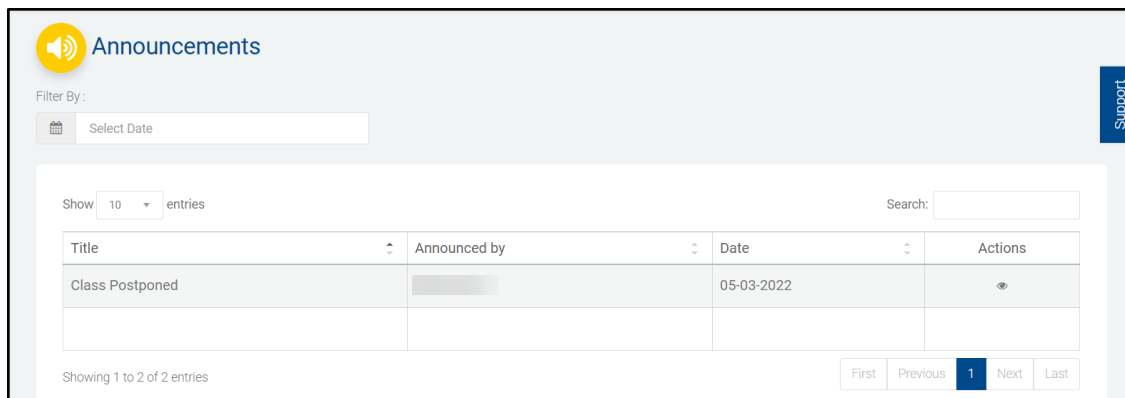 Announcements
Support
Filter By :
Select Date
Show 10 entries Search:
Title Announced by Date Actions
Class Postponed 05-03-2022
Showing 1 to 2 of 2 entries First Previous 1 Next Last